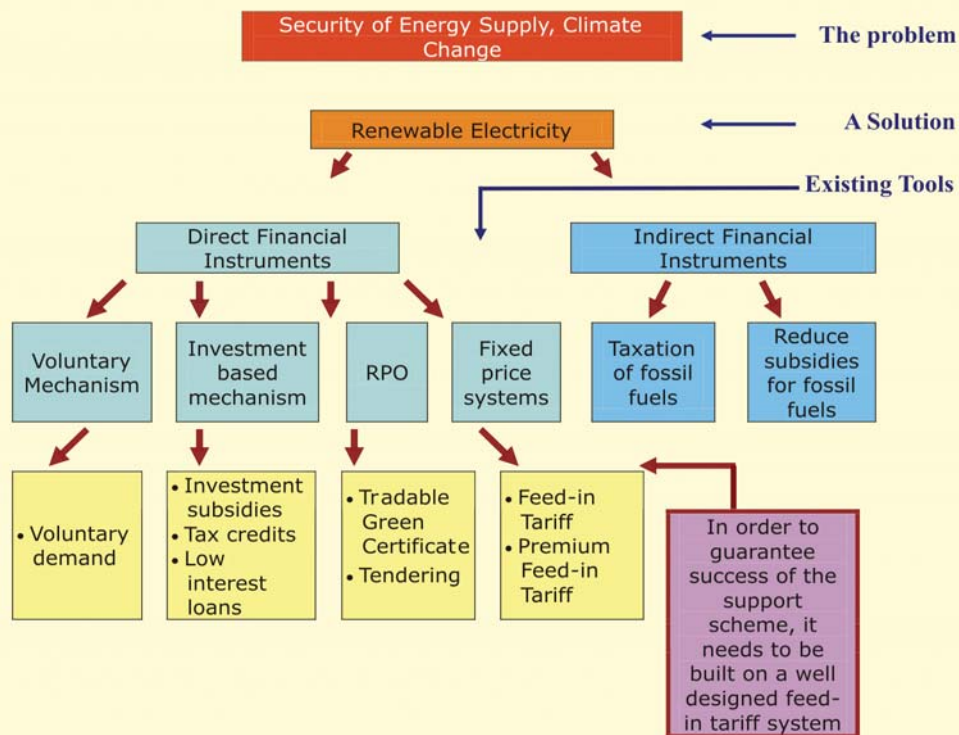 Security of Energy Supply, Climate
Change
The problem
Renewable Electricity
A Solution
Existing Tools
Direct Financial
Instruments
Indirect Financial
Instruments
Voluntary
Mechanism
Investment
based
mechanism
RPO
Fixed
price
systems
Taxation
of fossil
fuels
Reduce
subsidies
for fossil
fuels
• Voluntary
demand
• Investment
subsidies
• Tax credits
• Low
interest
loans
• Tradable
Green
Certificate
• Tendering
• Feed-in
Tariff
• Premium
Feed-in
Tariff
In order to
guarantee
success of the
support
scheme, it
needs to be
built on a well
designed feed-
in tariff system